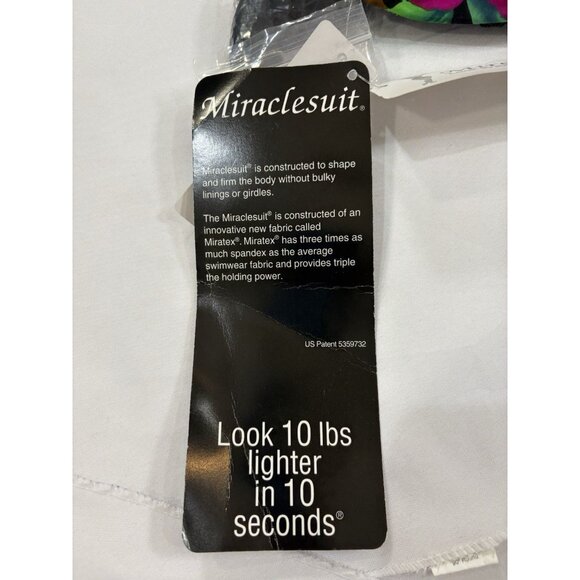 Miraclesuit®
Miraclesuit® is constructed to shape
and firm the body without bulky
linings or girdles.
The Miraclesuit® is constructed of an
innovative new fabric called
Miratex®. Miratex® has three times as
much spandex as the average
swimwear fabric and provides triple
the holding power.
US Patent 5359732
Look 10 lbs
lighter
in 10
seconds®